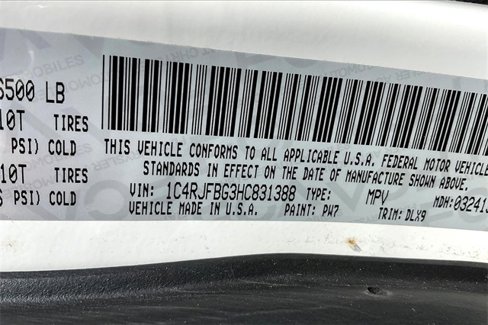 6500 LB
10T TIRES
PSI) COLD
10T TIRES
PSI) COLD
THIS VEHICLE CONFORMS TO ALL APPLICABLE U.S.A. FEDERAL MOTOR VEHICLE
STANDARDS IN EFFECT ON THE DATE OF MANUFACTURE SHOWN ABOVE.
VIN: 1C4RJFBG3HC831388 TYPE: MPV MDH: 03241
VEHICLE MADE IN U.S.A. PAINT: PW7 TRIM: DLX9